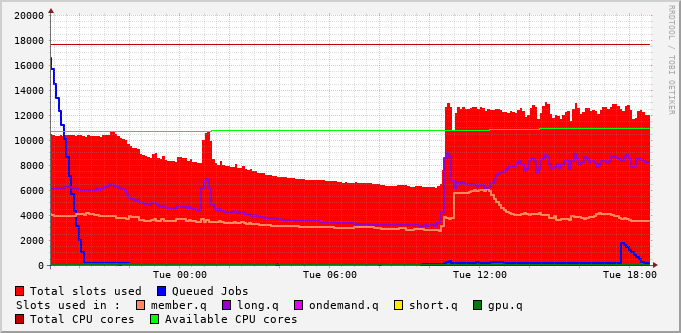 20000
18000
16000
14000
12000
10000
8000
6000
4000
2000
0
Tue 00:00 Tue 06:00 Tue 12:00 Tue 18:00
RRDTOOL / TOBI OETIKER
Total slots used Queued Jobs
Slots used in : member.q long.q ondemand.q short.q gpu.q
Total CPU cores Available CPU cores